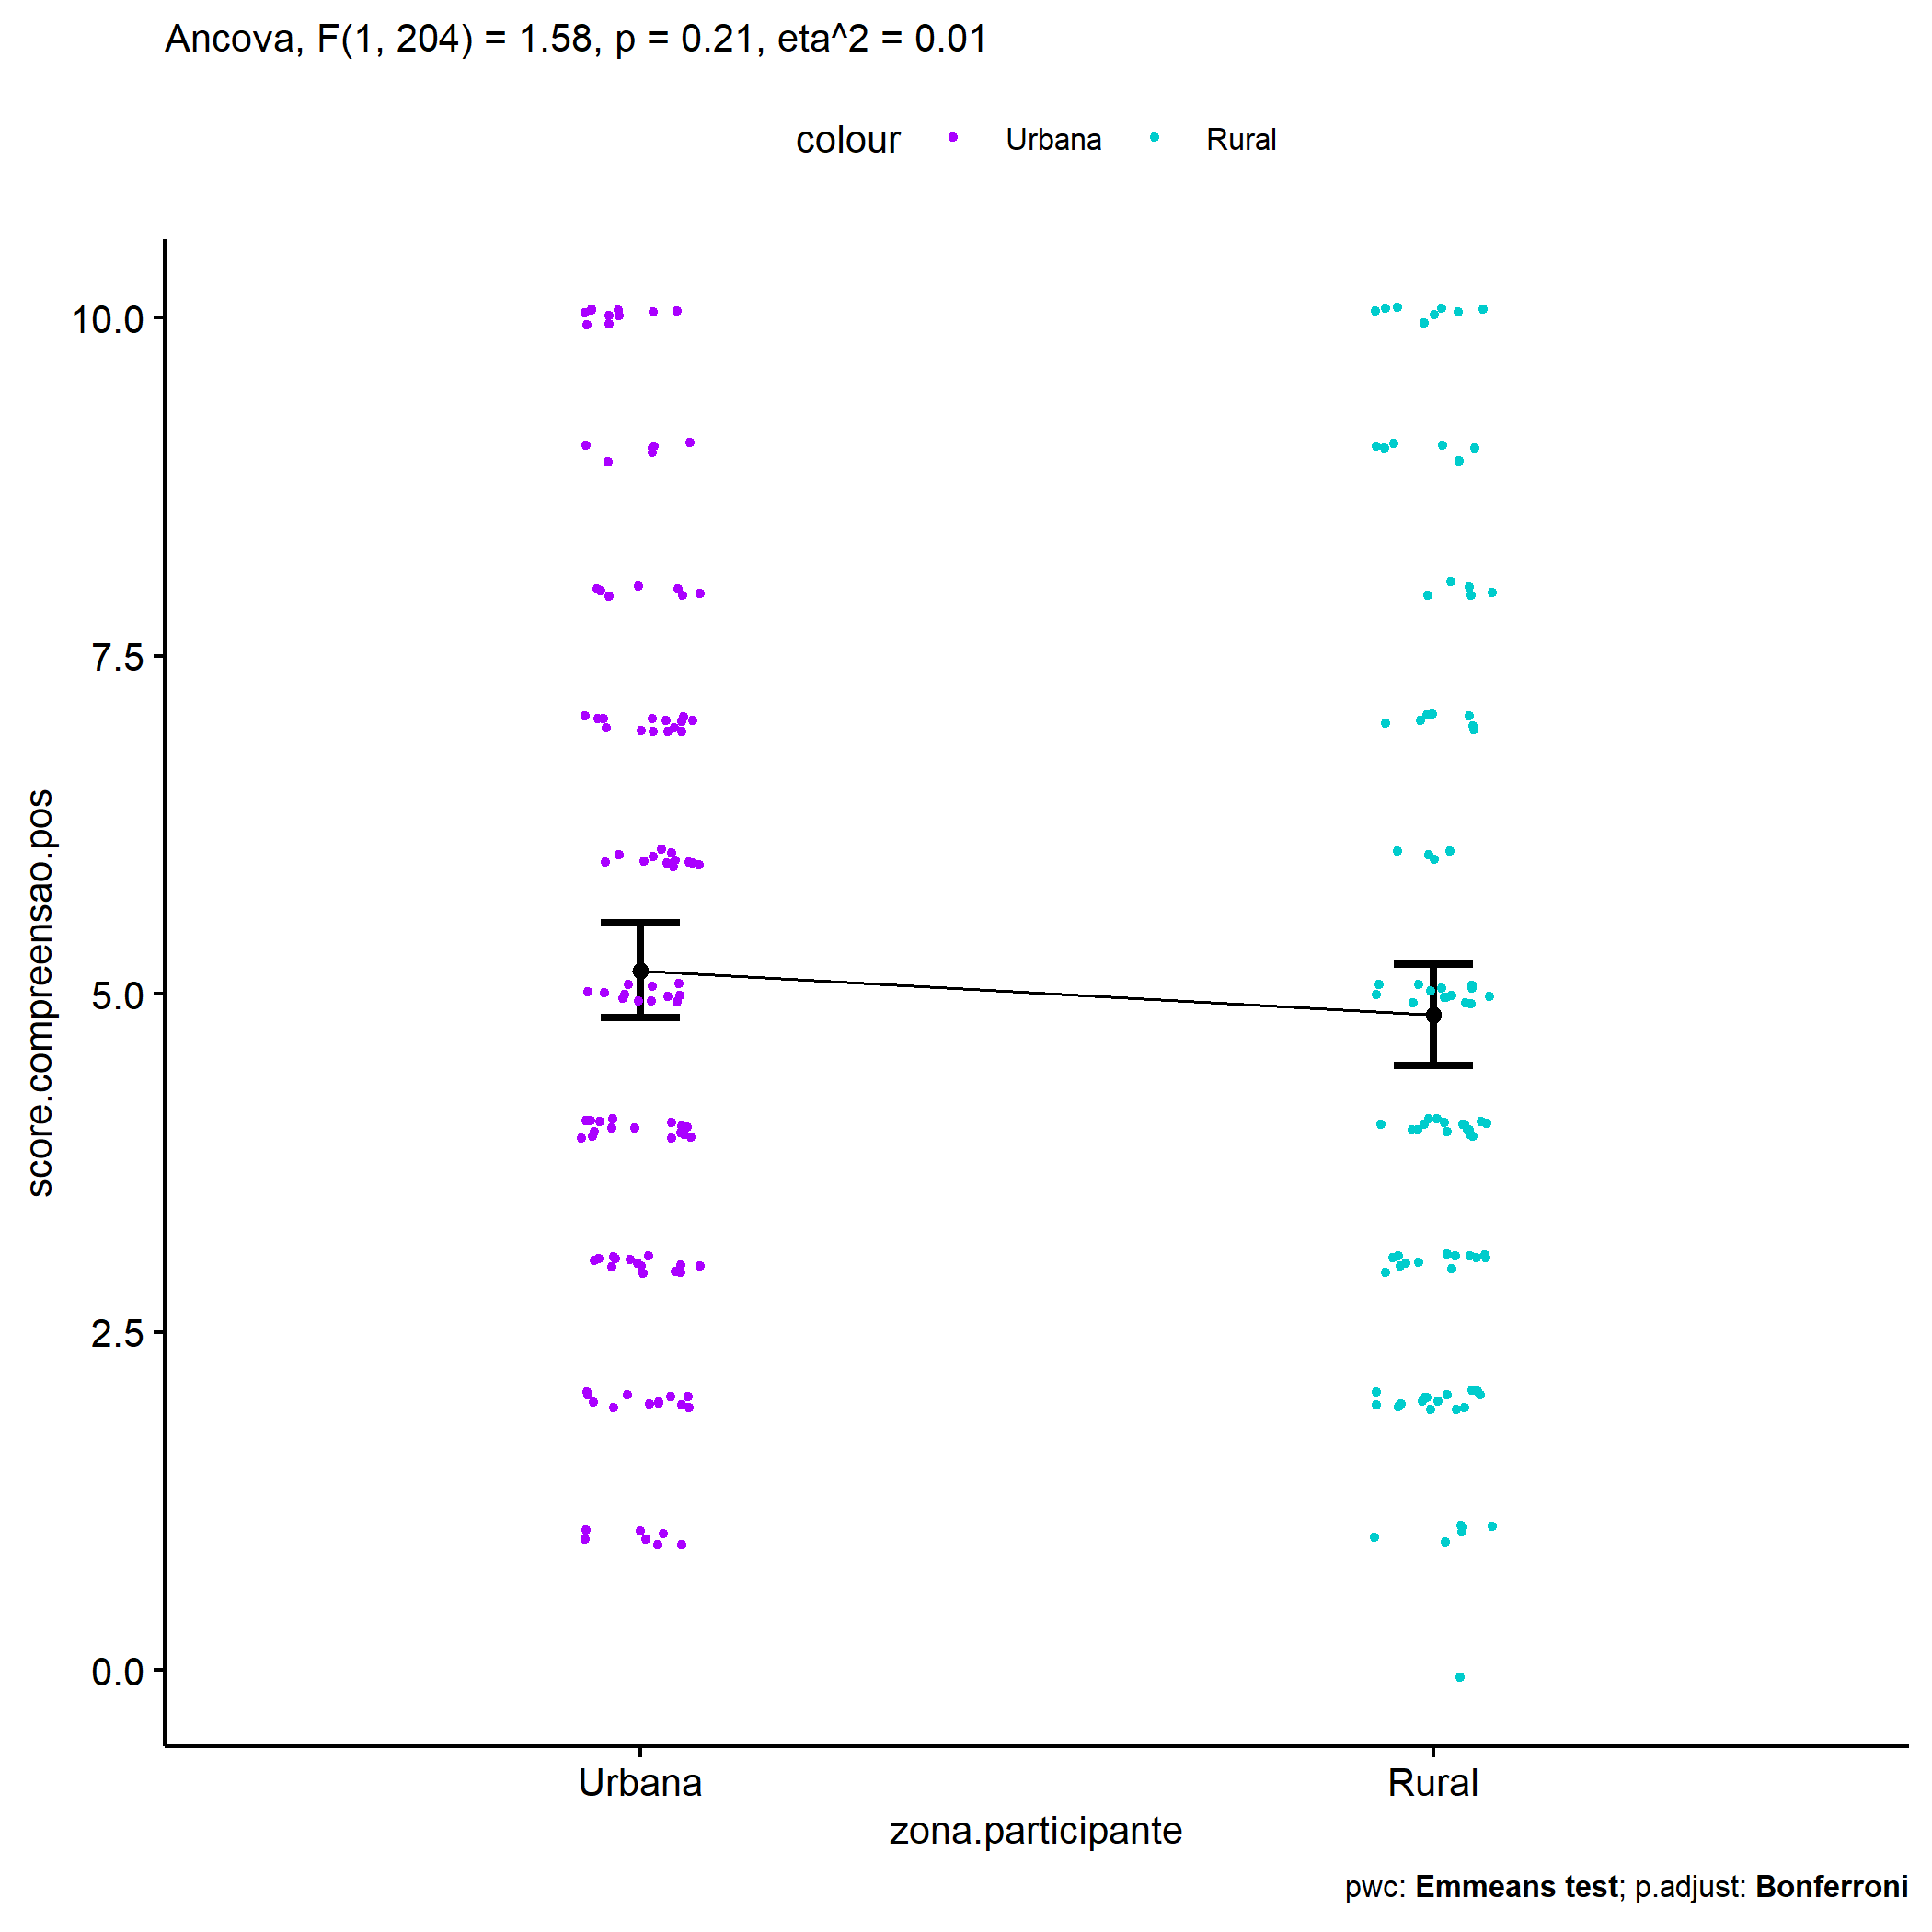 Ancova, F(1, 204) = 1.58, p = 0.21, eta^2 = 0.01
colour Urbana Rural
10.0
7.5
5.0
2.5
0.0
score.compreensao.pos
Urbana Rural
zona.participante
pwc: Emmeans test; p.adjust: Bonferroni